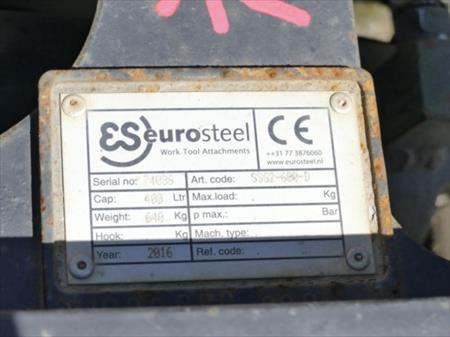 ES eurosteel
Work Tool Attachments
CE
++31 77 3876060
www.eurosteel.nl
Serial no: 74036 Art. code: SSG2-600-D
Cap: 400 Ltr Max.load: . Kg
Weight: 640 Kg p max.: . Bar
Hook: . Kg Mach. type: .
Year: 2016 Ref. code: .